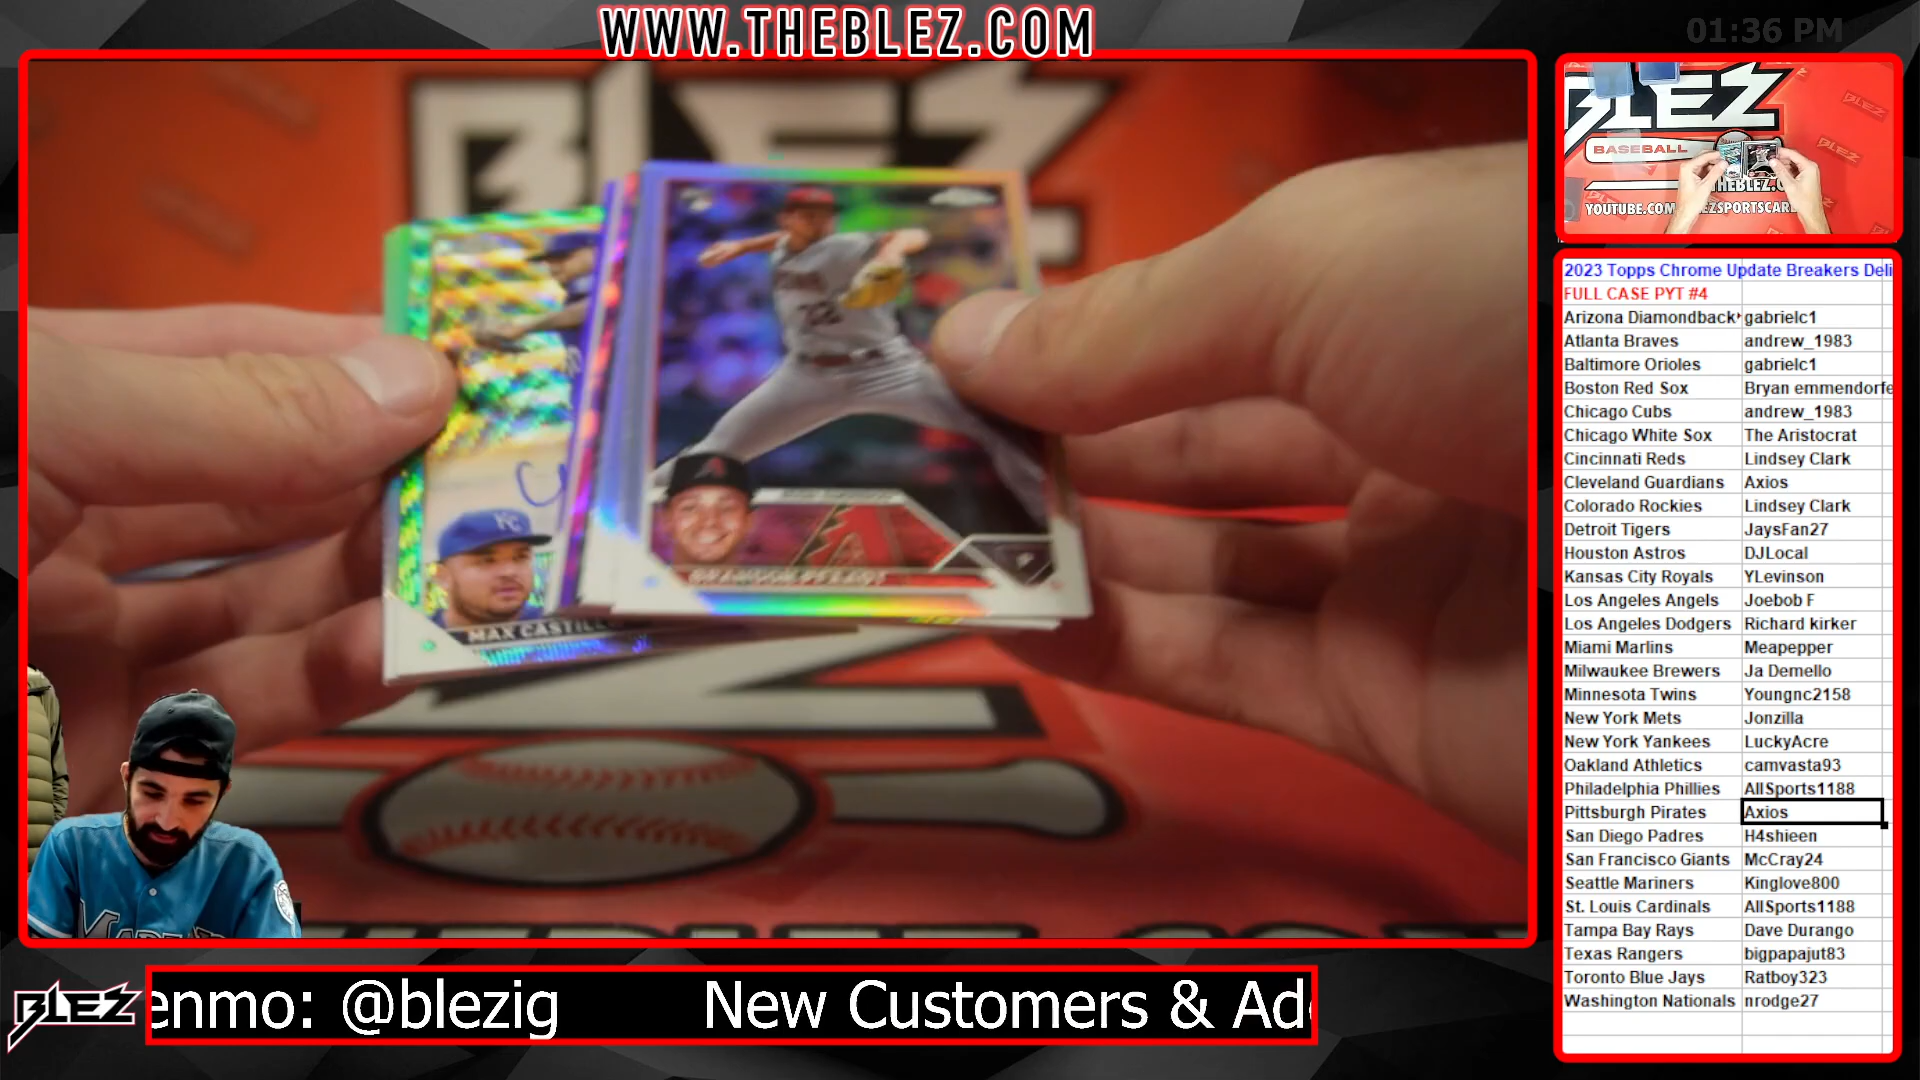 WWW.THEBLEZ.COM
01:36 PM
BLEZ
BLEZ
BASEBALL
BLEZ
BLEZ
YOUTUBE.COM
MAX CASTILL
KC
A
2023 Topps Chrome Update Breakers Deli
FULL CASE PYT #4
Arizona Diamondback gabrielc1
Atlanta Braves andrew_1983
Baltimore Orioles gabrielc1
Boston Red Sox Bryan emmendorfe
Chicago Cubs andrew_1983
Chicago White Sox The Aristocrat
Cincinnati Reds Lindsey Clark
Cleveland Guardians Axios
Colorado Rockies Lindsey Clark
Detroit Tigers JaysFan27
Houston Astros DJLocal
Kansas City Royals YLevinson
Los Angeles Angels Joebob F
Los Angeles Dodgers Richard kirker
Miami Marlins Meapepper
Milwaukee Brewers Ja Demello
Minnesota Twins Youngnc2158
New York Mets Jonzilla
New York Yankees LuckyAcre
Oakland Athletics camvasta93
Philadelphia Phillies AllSports1188
Pittsburgh Pirates Axios
San Diego Padres H4shieen
San Francisco Giants McCray24
Seattle Mariners Kinglove800
St. Louis Cardinals AllSports1188
Tampa Bay Rays Dave Durango
Texas Rangers bigpapajut83
Toronto Blue Jays Ratboy323
Washington Nationals nrodge27
BLEZ
enmo: @blezig New Customers & Ad